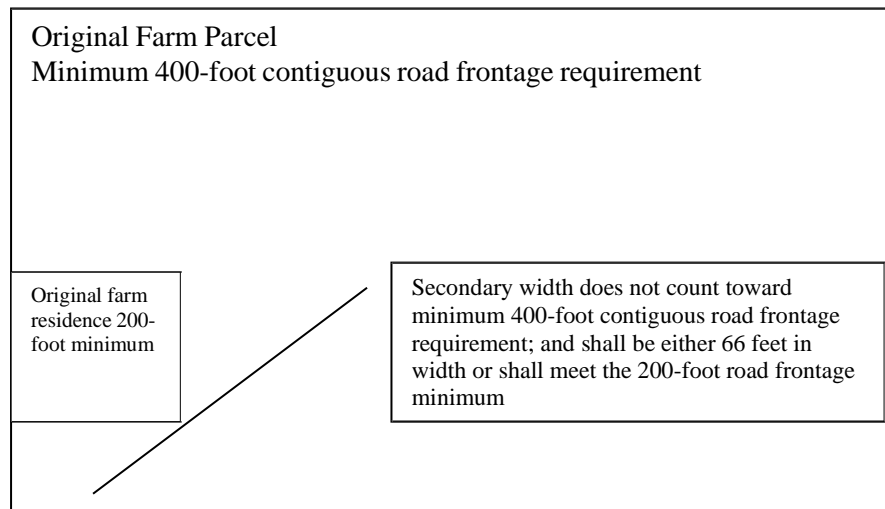 Original Farm Parcel
Minimum 400-foot contiguous road frontage requirement
Original farm
residence 200-
foot minimum
Secondary width does not count toward
minimum 400-foot contiguous road frontage
requirement; and shall be either 66 feet in
width or shall meet the 200-foot road frontage
minimum